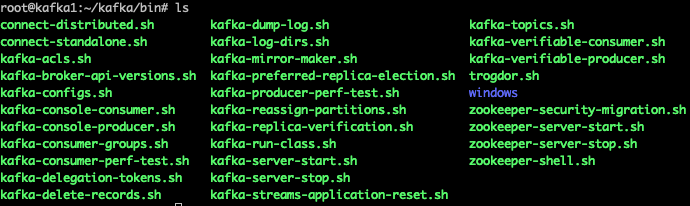 root@kafka1:~/kafka/bin# ls
connect-distributed.sh kafka-dump-log.sh kafka-topics.sh
connect-standalone.sh kafka-log-dirs.sh kafka-verifiable-consumer.sh
kafka-acls.sh kafka-mirror-maker.sh kafka-verifiable-producer.sh
kafka-broker-api-versions.sh kafka-preferred-replica-election.sh trogdor.sh
kafka-configs.sh kafka-producer-perf-test.sh windows
kafka-console-consumer.sh kafka-reassign-partitions.sh zookeeper-security-migration.sh
kafka-console-producer.sh kafka-replica-verification.sh zookeeper-server-start.sh
kafka-consumer-groups.sh kafka-run-class.sh zookeeper-server-stop.sh
kafka-consumer-perf-test.sh kafka-server-start.sh zookeeper-shell.sh
kafka-delegation-tokens.sh kafka-server-stop.sh
kafka-delete-records.sh kafka-streams-application-reset.sh